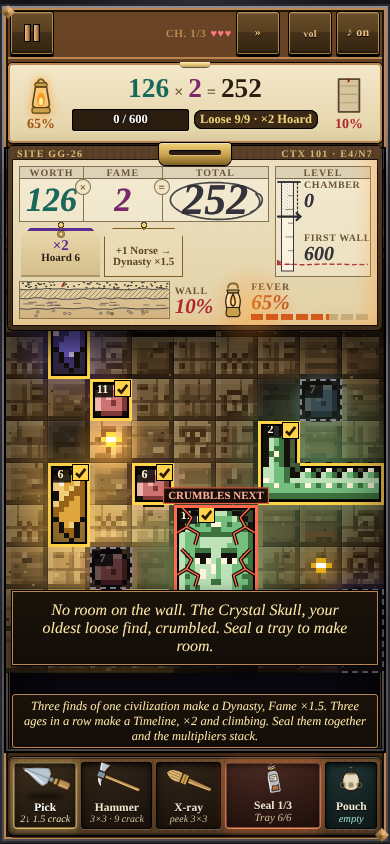 CH. 1/3 ♥♥♥
»
vol
♪ on
126 × 2 = 252
65%
0 / 600
Loose 9/9 · ×2 Hoard
10%
SITE GG-26
CTX 101 · E4/N7
WORTH
FAME
TOTAL
LEVEL
126 × 2 = 252
CHAMBER
0
×2
Hoard 6
+1 Norse →
Dynasty ×1.5
FIRST WALL
600
WALL
10%
FEVER
65%
11
7
2
6
6
CRUMBLES NEXT
No room on the wall. The Crystal Skull, your
oldest loose find, crumbled. Seal a tray to make
room.
Three finds of one civilization make a Dynasty, Fame ×1.5. Three
ages in a row make a Timeline, ×2 and climbing. Seal them together
and the multipliers stack.
Pick
2↓ 1.5 crack
Hammer
3×3 · 9 crack
X-ray
peek 3×3
Seal 1/3
Tray 6/6
Pouch
empty